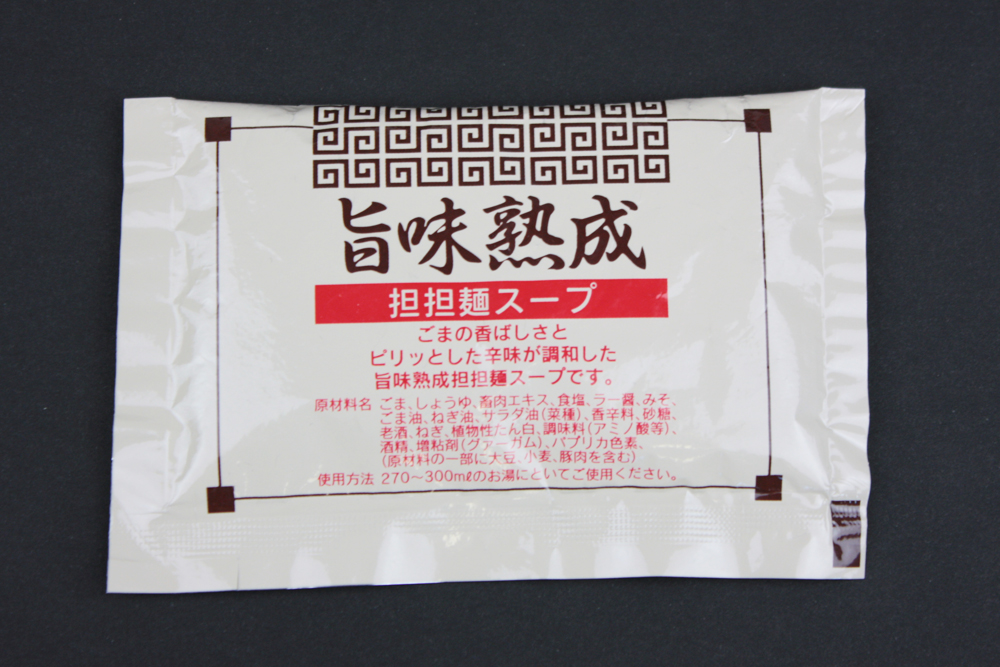 旨味熟成
担担麺スープ
ごまの香ばしさと
ピリッとした辛味が調和した
旨味熟成担担麺スープです。
原材料名 ごま、しょうゆ、畜肉エキス、食塩、ラー醤、みそ、
ごま油、ねぎ油、サラダ油(菜種)、香辛料、砂糖、
老酒、ねぎ、植物性たん白、調味料(アミノ酸等)、
酒精、増粘剤(グァーガム)、パプリカ色素、
(原材料の一部に大豆、小麦、豚肉を含む)
使用方法 270〜300mℓのお湯にといてご使用ください。